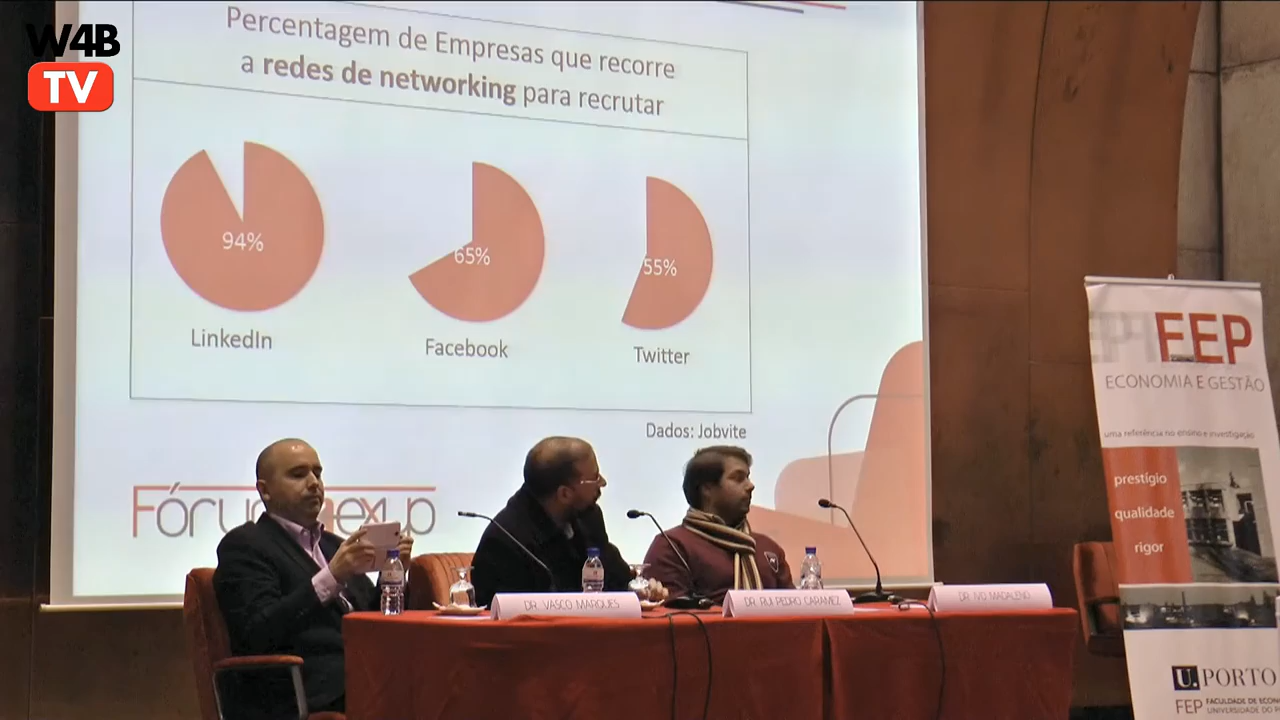 W4B
TV
Percentagem de Empresas que recorre
a redes de networking para recrutar
94%
65%
55%
LinkedIn
Facebook
Twitter
Dados: Jobvite
FEP
ECONOMIA E GESTÃO
uma referência no ensino e investigação
prestígio
qualidade
rigor
DR. VASCO MARQUES
DR. RUI PEDRO CARAMEZ
DR. IVO MADALENO
U.PORTO
FEP